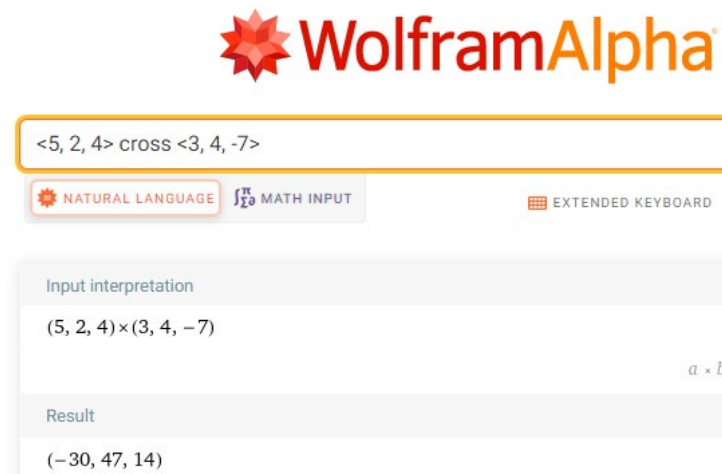 WolframAlpha
<5, 2, 4> cross <3, 4, -7>
NATURAL LANGUAGE MATH INPUT EXTENDED KEYBOARD
Input interpretation
(5, 2, 4)×(3, 4, −7)
a × b
Result
(−30, 47, 14)